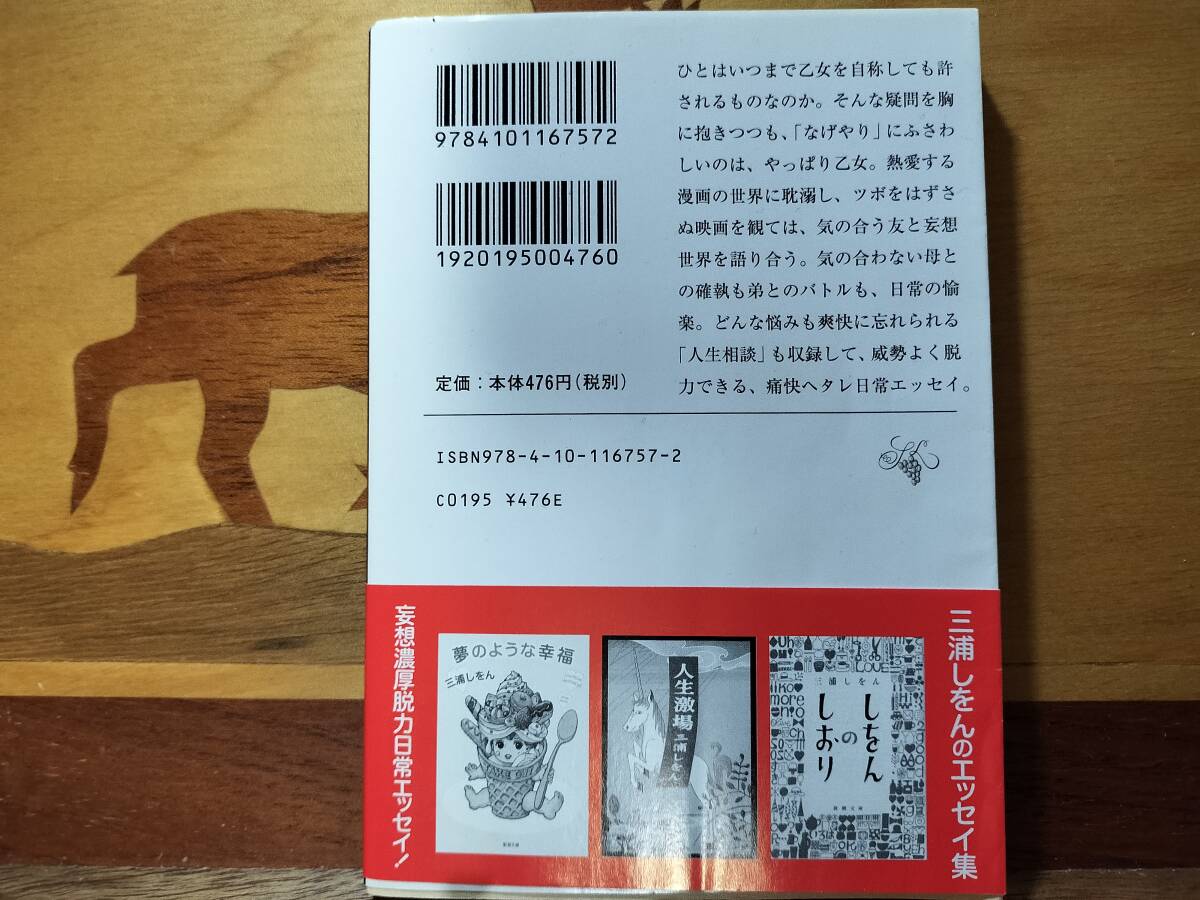 9784101167572
1920195004760
定価：本体476円（税別）
ひとはいつまで乙女を自称しても許
されるものなのか。そんな疑問を胸
に抱きつつも、「なげやり」にふさわ
しいのは、やっぱり乙女。熱愛する
漫画の世界に耽溺し、ツボをはずさ
ぬ映画を観ては、気の合う友と妄想
世界を語り合う。気の合わない母と
の確執も弟とのバトルも、日常の愉
楽。どんな悩みも爽快に忘れられる
「人生相談」も収録して、威勢よく脱
力できる、痛快ヘタレ日常エッセイ。
ISBN978-4-10-116757-2
C0195 ¥476E
三浦しをんのエッセイ集
しをん
の
しおり
三浦しをん
新潮文庫
LOVE
人生激場
三浦しをん
夢のような幸福
三浦しをん
新潮文庫
妄想濃厚脱力日常エッセイ！